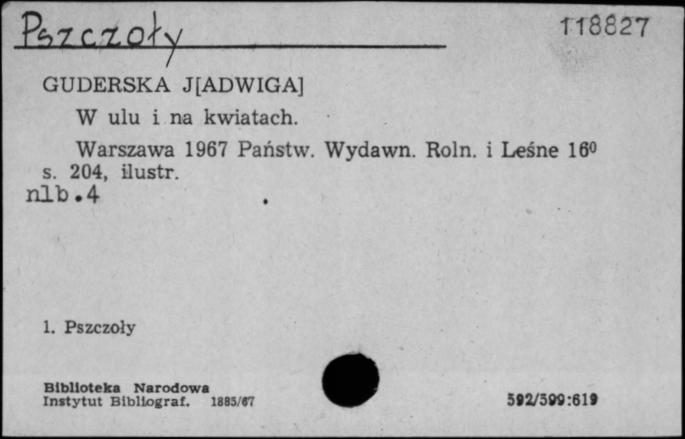 Pszczoły
118827
GUDERSKA J[ADWIGA]
W ulu i na kwiatach.
Warszawa 1967 Państw. Wydawn. Roln. i Leśne 16⁰
s. 204, ilustr.
nlb.4
1. Pszczoły
Biblioteka Narodowa
Instytut Bibliograf. 1885/67
592/599:619